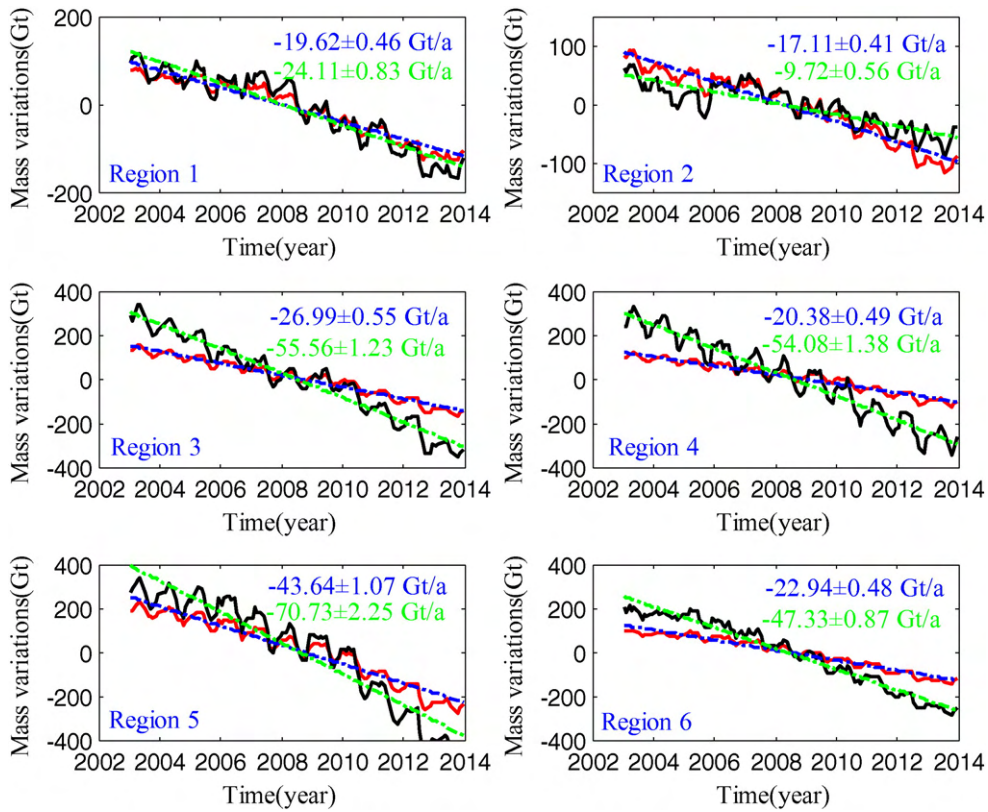 200
-19.62±0.46 Gt/a
-24.11±0.83 Gt/a
0
-200
Mass variations(Gt)
Region 1
2002 2004 2006 2008 2010 2012 2014
Time(year)
100
-17.11±0.41 Gt/a
-9.72±0.56 Gt/a
0
-100
Mass variations(Gt)
Region 2
2002 2004 2006 2008 2010 2012 2014
Time(year)
400
-26.99±0.55 Gt/a
200
-55.56±1.23 Gt/a
0
-200
Mass variations(Gt)
Region 3
-400
2002 2004 2006 2008 2010 2012 2014
Time(year)
400
-20.38±0.49 Gt/a
200
-54.08±1.38 Gt/a
0
-200
Mass variations(Gt)
Region 4
-400
2002 2004 2006 2008 2010 2012 2014
Time(year)
400
-43.64±1.07 Gt/a
200
-70.73±2.25 Gt/a
0
-200
Mass variations(Gt)
Region 5
-400
2002 2004 2006 2008 2010 2012 2014
Time(year)
400
-22.94±0.48 Gt/a
200
-47.33±0.87 Gt/a
0
-200
Mass variations(Gt)
Region 6
-400
2002 2004 2006 2008 2010 2012 2014
Time(year)